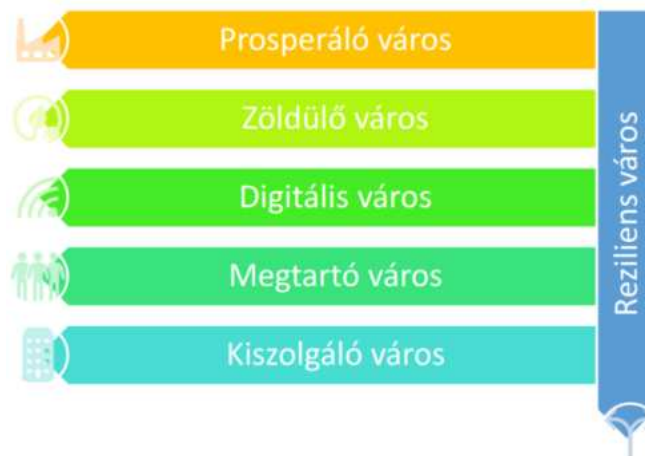 Prosperáló város
Zöldülő város
Digitális város
Megtartó város
Kiszolgáló város
Reziliens város